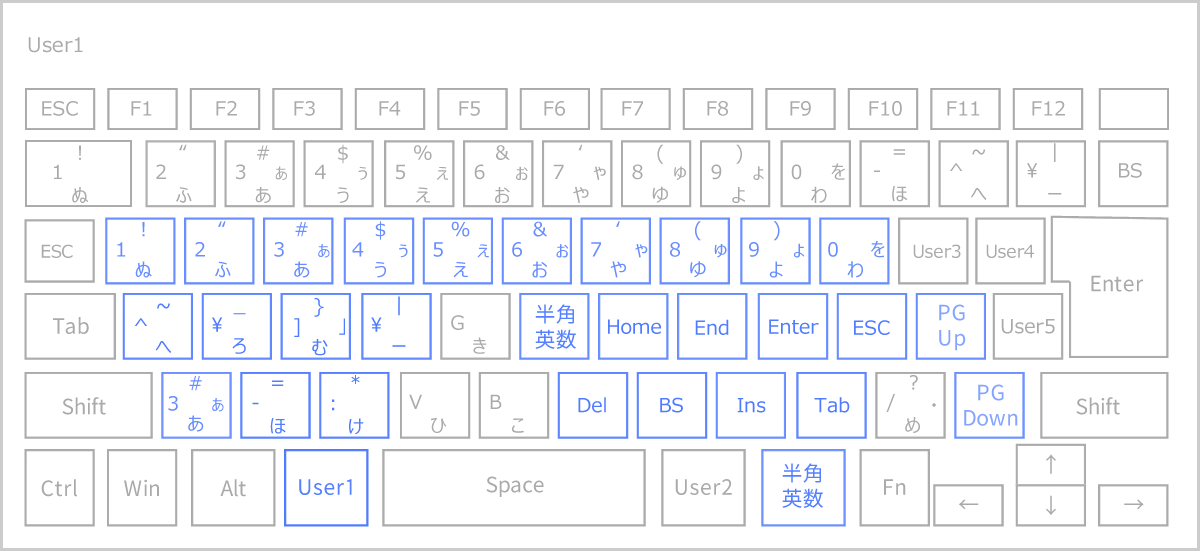 User1
ESC F1 F2 F3 F4 F5 F6 F7 F8 F9 F10 F11 F12
! “ # $ % & ‘ ( ) = ~ |
1 2 3 ぁ 4 ぅ 5 ぇ 6 ぉ 7 ゃ 8 ゅ 9 ょ 0 を - ^ ¥ BS
ぬ ふ あ う え お や ゆ よ わ ほ へ ー
! “ # $ % & ‘ ( )
ESC 1 2 3 ぁ 4 ぅ 5 ぇ 6 ぉ 7 ゃ 8 ゅ 9 ょ 0 を User3 User4 Enter
ぬ ふ あ う え お や ゆ よ わ
~ _ } | 半角 PG
Tab ^ ¥ ] 」 ¥ G Home End Enter ESC User5
へ ろ む ー き 英数 Up
# = * ? PG
Shift 3 ぁ - : V B Del BS Ins Tab / ・ Shift
あ ほ け ひ こ め Down
半角 ↑
Ctrl Win Alt User1 Space User2 Fn
英数 ← ↓ →